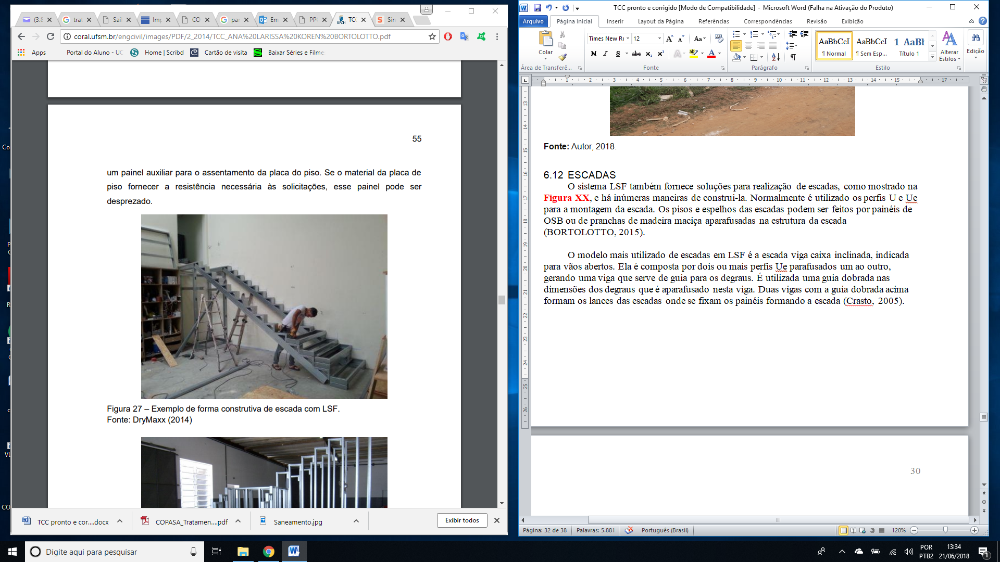 (3.8
trat
Sail
Imp
CO
par
Em
PPC
TCC
Sin
coral.ufsm.br/engcivil/images/PDF/2_2014/TCC_ANA%20LARISSA%20KOREN%20BORTOLOTTO.pdf
Apps
Portal do Aluno - UC
Home | Scribd
Cartão de visita
Baixar Séries e Filme
55
um painel auxiliar para o assentamento da placa do piso. Se o material da placa de
piso fornecer a resistência necessária às solicitações, esse painel pode ser
desprezado.
Figura 27 – Exemplo de forma construtiva de escada com LSF.
Fonte: DryMaxx (2014)
TCC pronto e cor....docx
COPASA_Tratamen....pdf
Saneamento.jpg
Exibir todos
TCC pronto e corrigido [Modo de Compatibilidade] - Microsoft Word (Falha na Ativação do Produto)
Arquivo
Página Inicial
Inserir
Layout da Página
Referências
Correspondências
Revisão
Exibição
Colar
Times New Ro
12
N I S abc x₂ x²
AaBbCcI
¶ Normal
AaBbCcI
¶ Sem Esp...
1 AaBb
Título 1
Alterar
Estilos
Edição
Área de Transferê...
Fonte
Parágrafo
Estilo
Fonte: Autor, 2018.
6.12 ESCADAS
O sistema LSF também fornece soluções para realização de escadas, como mostrado na
Figura XX, e há inúmeras maneiras de construi-la. Normalmente é utilizado os perfis U e Ue
para a montagem da escada. Os pisos e espelhos das escadas podem ser feitos por painéis de
OSB ou de pranchas de madeira maciça aparafusadas na estrutura da escada
(BORTOLOTTO, 2015).
O modelo mais utilizado de escadas em LSF é a escada viga caixa inclinada, indicada
para vãos abertos. Ela é composta por dois ou mais perfis Ue parafusados um ao outro,
gerando uma viga que serve de guia para os degraus. É utilizada uma guia dobrada nas
dimensões dos degraus que é aparafusado nesta viga. Duas vigas com a guia dobrada acima
formam os lances das escadas onde se fixam os painéis formando a escada (Crasto, 2005).
30
Página: 32 de 38
Palavras: 5.881
Português (Brasil)
120%
Digite aqui para pesquisar
POR
PTB2
13:34
21/06/2018